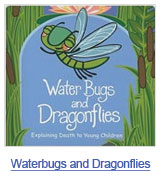 Water Bugs
and
Dragonflies
Explaining Death to Young Children
Waterbugs and Dragonflies